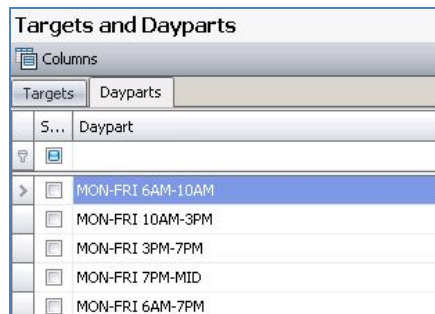 Targets and Dayparts
Columns
Targets Dayparts
S... Daypart
MON-FRI 6AM-10AM
MON-FRI 10AM-3PM
MON-FRI 3PM-7PM
MON-FRI 7PM-MID
MON-FRI 6AM-7PM